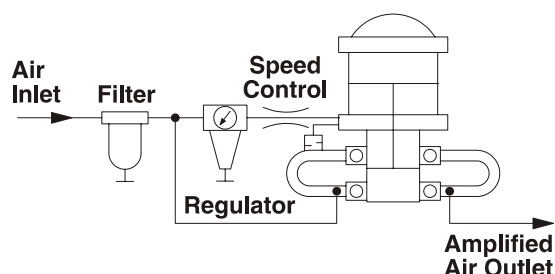 Air
Inlet
Filter
Speed
Control
Regulator
Amplified
Air Outlet